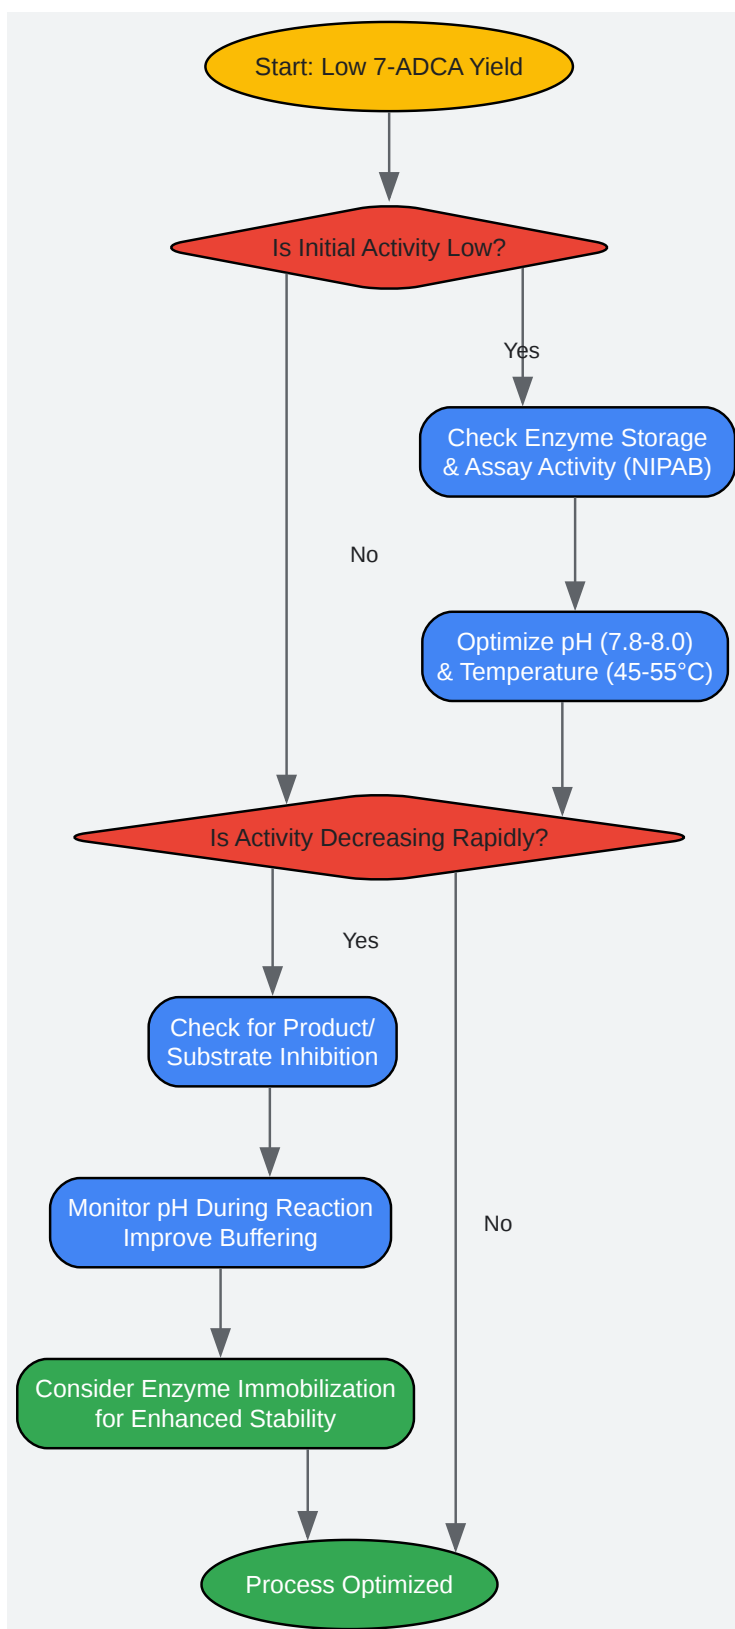 Start: Low 7-ADCA Yield
Is Initial Activity Low?
Yes
Check Enzyme Storage
& Assay Activity (NIPAB)
No
Optimize pH (7.8-8.0)
& Temperature (45-55°C)
Is Activity Decreasing Rapidly?
Yes
Check for Product/
Substrate Inhibition
Monitor pH During Reaction
Improve Buffering
No
Consider Enzyme Immobilization
for Enhanced Stability
Process Optimized